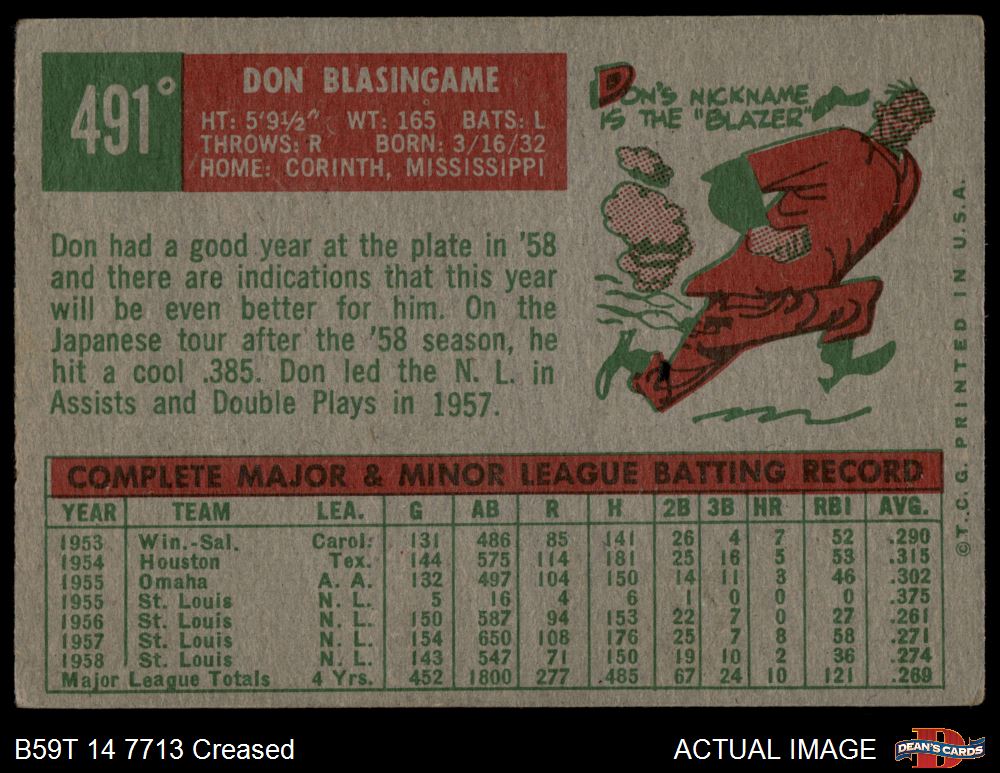 491°
DON BLASINGAME
HT: 5'9½" WT: 165 BATS: L
THROWS: R BORN: 3/16/32
HOME: CORINTH, MISSISSIPPI
DON'S NICKNAME
IS THE "BLAZER"
Don had a good year at the plate in '58
and there are indications that this year
will be even better for him. On the
Japanese tour after the '58 season, he
hit a cool .385. Don led the N. L. in
Assists and Double Plays in 1957.
COMPLETE MAJOR & MINOR LEAGUE BATTING RECORD
YEAR TEAM LEA. G AB R H 2B 3B HR RBI AVG.
1953 Win.-Sal. Carol. 131 486 85 141 26 4 7 52 .290
1954 Houston Tex. 144 575 114 181 25 16 5 53 .315
1955 Omaha A. A. 132 497 104 150 14 11 3 46 .302
1955 St. Louis N. L. 5 16 4 6 1 0 0 0 .375
1956 St. Louis N. L. 150 587 94 153 22 7 0 27 .261
1957 St. Louis N. L. 154 650 108 176 25 7 8 58 .271
1958 St. Louis N. L. 143 547 71 150 19 10 2 36 .274
Major League Totals 4 Yrs. 452 1800 277 485 67 24 10 121 .269
©T.C.G. PRINTED IN U.S.A.
B59T 14 7713 Creased
ACTUAL IMAGE
D
DEAN'S CARDS